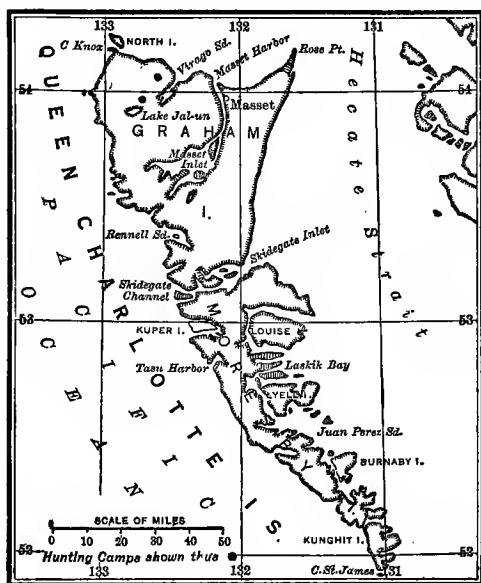 133 132 131
C Knox
NORTH I.
Virago Sd.
Masset Harbor
Rose Pt.
54
Masset
Lake Jal-un
GRAHAM
Masset
Inlet
I.
Hecate Strait
Rennell Sd.
Skidegate Inlet
Skidegate
Channel
53 53
KUPER I.
LOUISE
MORESBY
Tasu Harbor
Laskik Bay
LYELL I.
Juan Perez Sd.
BURNABY I.
QUEEN CHARLOTTE IS.
PACIFIC
OCEAN
SCALE OF MILES
0 10 20 30 40 50
KUNGHIT I.
52 52
Hunting Camps shown thus
C. St. James
133 132 131